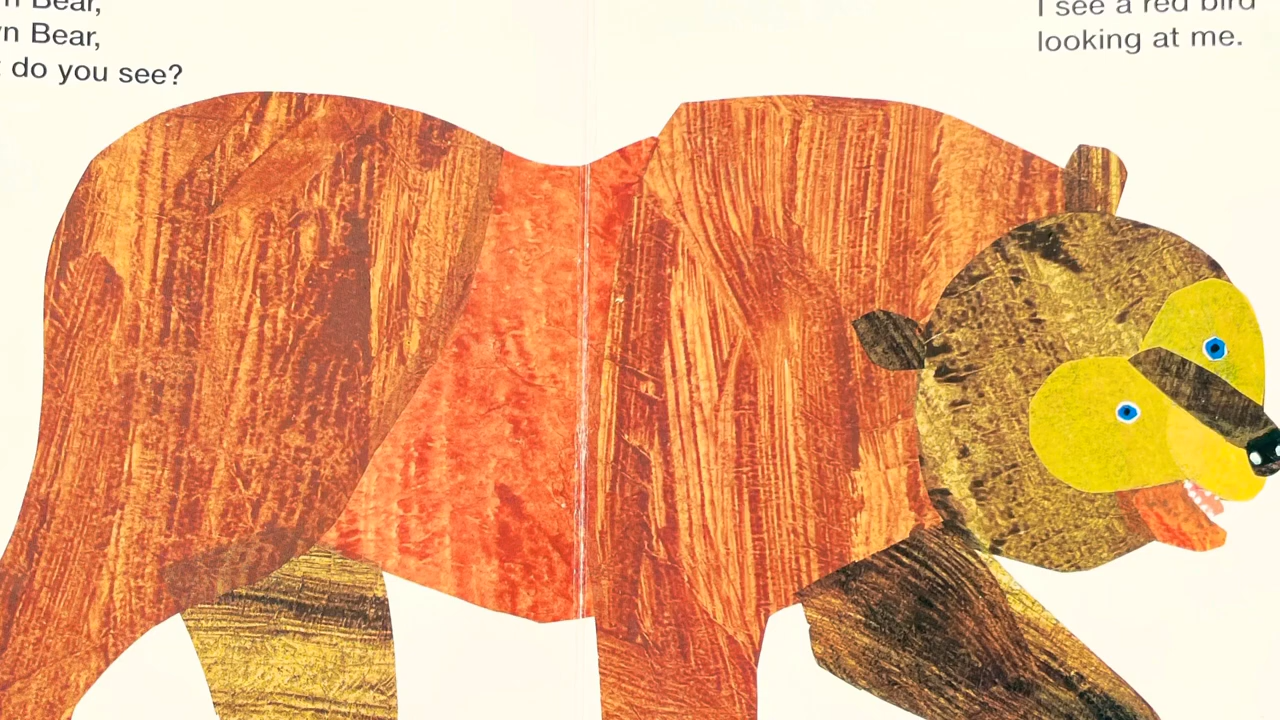 Bear,
Bear,
do you see?
I see a red bird
looking at me.